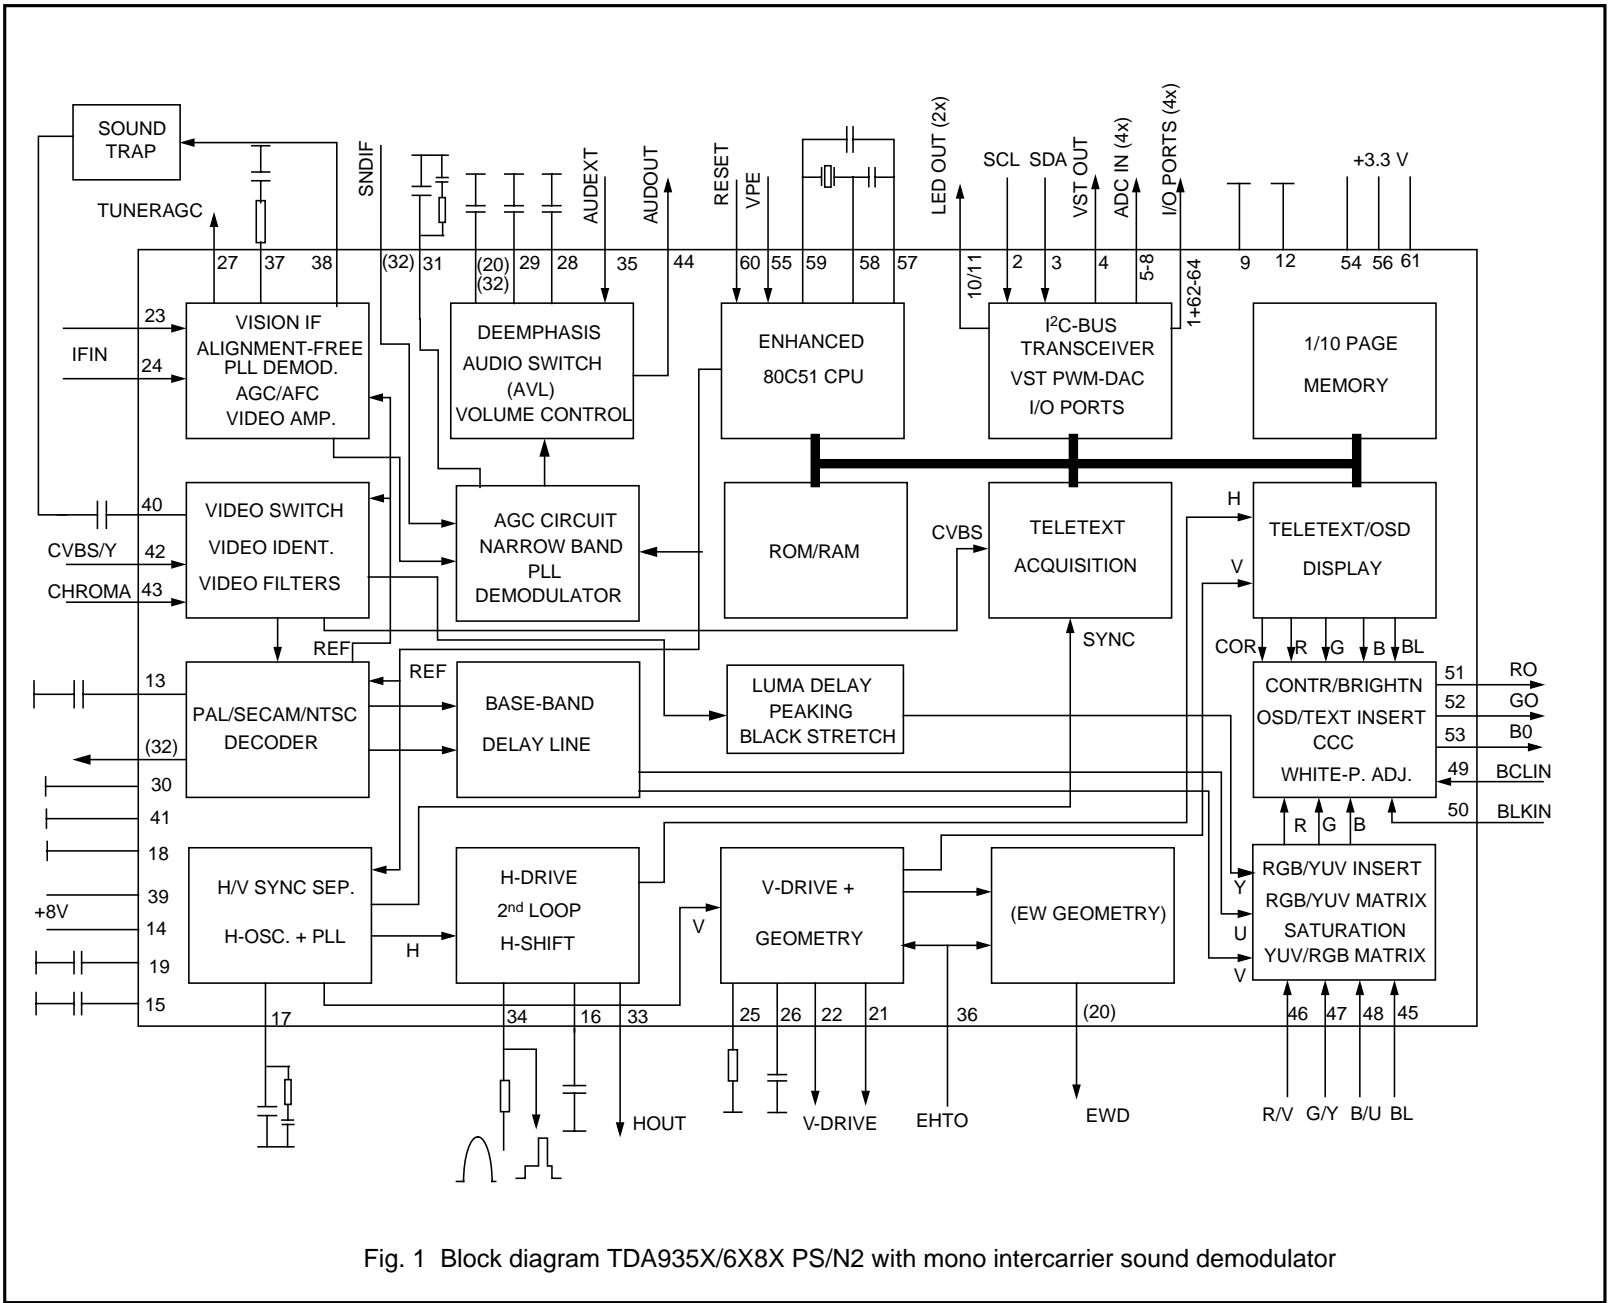 SOUND
TRAP
TUNERAGC
SNDIF
AUDEXT
AUDOUT
RESET
VPE
LED OUT (2x)
SCL
SDA
VST OUT
ADC IN (4x)
I/O PORTS (4x)
+3.3 V
27
37
38
(32)
31
(20)
(32)
29
28
35
44
60
55
59
58
57
10/11
2
3
4
5-8
1+62-64
9
12
54
56
61
23
IFIN
24
VISION IF
ALIGNMENT-FREE
PLL DEMOD.
AGC/AFC
VIDEO AMP.
DEEMPHASIS
AUDIO SWITCH
(AVL)
VOLUME CONTROL
ENHANCED
80C51 CPU
I2C-BUS
TRANSCEIVER
VST PWM-DAC
I/O PORTS
1/10 PAGE
MEMORY
40
CVBS/Y 42
CHROMA 43
VIDEO SWITCH
VIDEO IDENT.
VIDEO FILTERS
AGC CIRCUIT
NARROW BAND
PLL
DEMODULATOR
ROM/RAM
CVBS
TELETEXT
ACQUISITION
H
V
TELETEXT/OSD
DISPLAY
REF
REF
SYNC
COR
R
G
B
BL
13
(32)
30
41
18
39
+8V
14
19
15
PAL/SECAM/NTSC
DECODER
BASE-BAND
DELAY LINE
LUMA DELAY
PEAKING
BLACK STRETCH
CONTR/BRIGHTN
OSD/TEXT INSERT
CCC
WHITE-P. ADJ.
51 RO
52 GO
53 B0
49 BCLIN
50 BLKIN
R
G
B
H/V SYNC SEP.
H-OSC. + PLL
H
H-DRIVE
2nd LOOP
H-SHIFT
V
V-DRIVE +
GEOMETRY
(EW GEOMETRY)
Y
U
V
RGB/YUV INSERT
RGB/YUV MATRIX
SATURATION
YUV/RGB MATRIX
17
34
16
33
25
26
22
21
36
(20)
46
47
48
45
HOUT
V-DRIVE
EHTO
EWD
R/V
G/Y
B/U
BL
Fig. 1 Block diagram TDA935X/6X8X PS/N2 with mono intercarrier sound demodulator